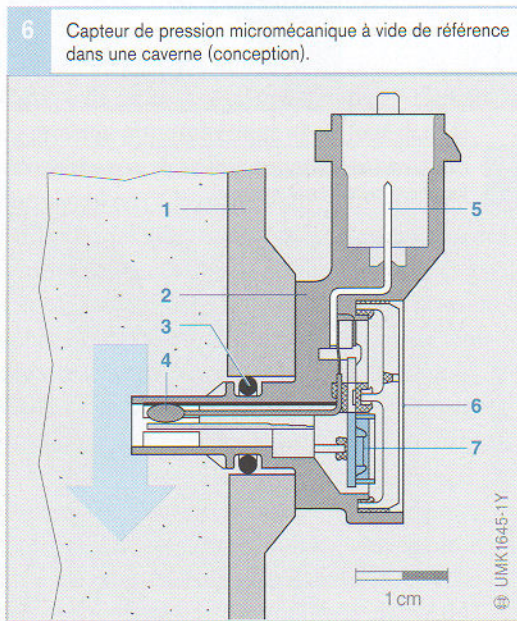 6
Capteur de pression micromécanique à vide de référence
dans une caverne (conception).
1
5
2
3
4
6
7
1 cm
UMK1645-1Y